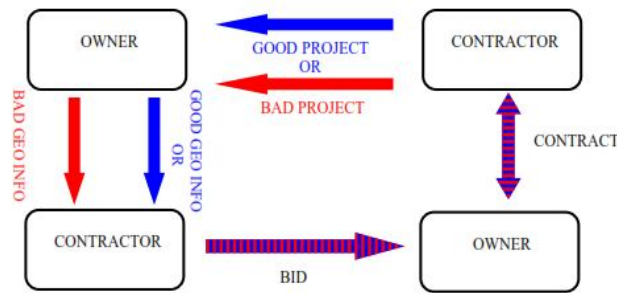 OWNER
GOOD PROJECT
OR
BAD PROJECT
CONTRACTOR
BAD GEO INFO
GOOD GEO INFO
OR
CONTRACT
CONTRACTOR
BID
OWNER